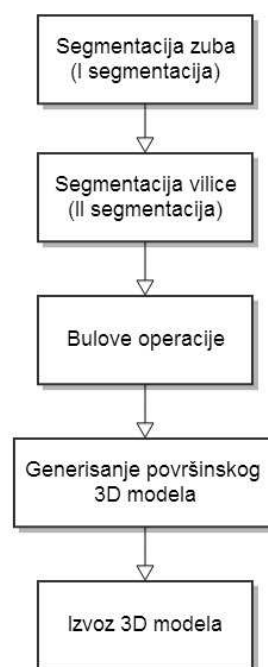 Segmentacija zuba
(I segmentacija)
Segmentacija vilice
(II segmentacija)
Bulove operacije
Generisanje površinskog
3D modela
Izvoz 3D modela